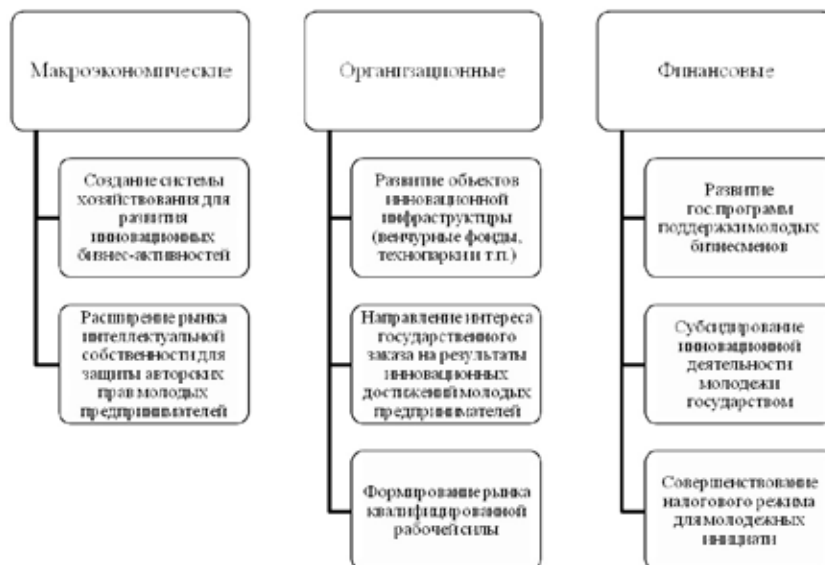 Макроэкономические
Создание системы
хозяйствования для
развития
инновационных
бизнес-активностей
Расширение рынка
интеллектуальной
собственности для
защиты авторских
прав молодых
предпринимателей
Организационные
Развитие объектов
инновационной
инфраструктуры
(венчурные фонды,
технопарки и т.п.)
Направление интереса
государственного
заказа на результаты
инновационных
достижений молодых
предпринимателей
Формирование рынка
квалифицированной
рабочей силы
Финансовые
Развитие
гос.программ
поддержки молодых
бизнесменов
Субсидирование
инновационной
деятельности
молодежи
государством
Совершенствование
налогового режима
для молодежных
инициати